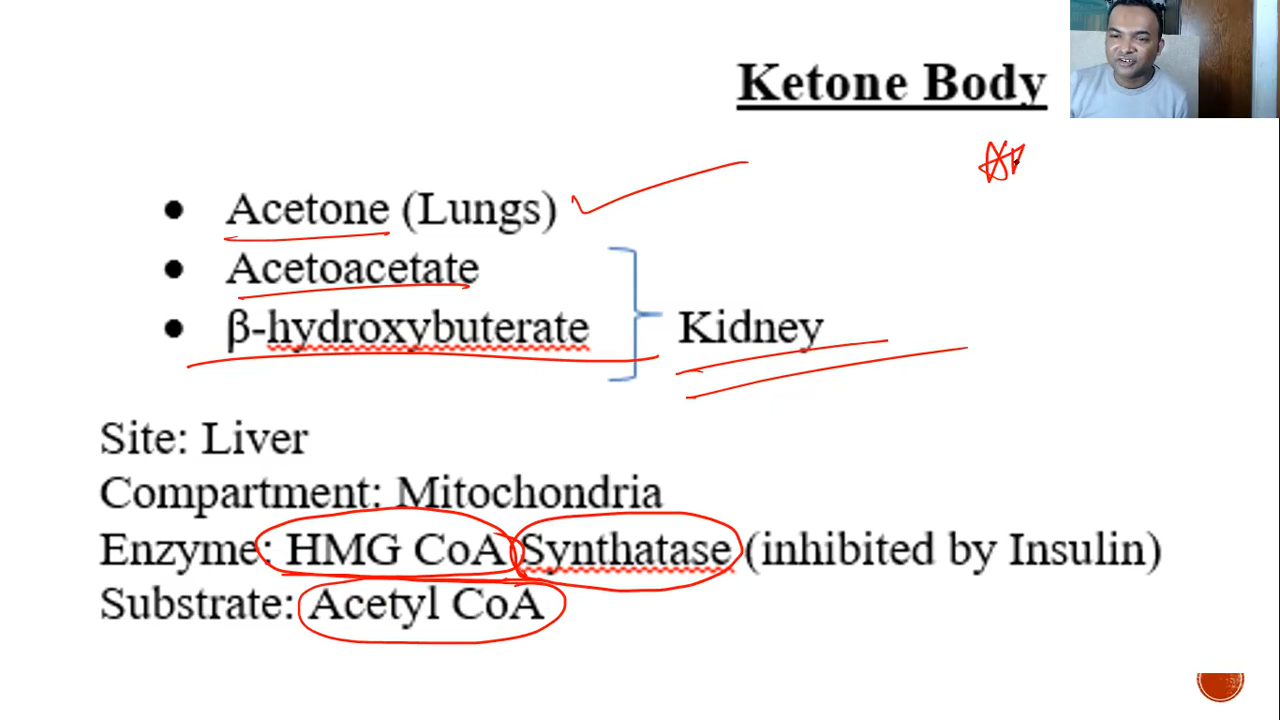 Ketone Body
• Acetone (Lungs)
• Acetoacetate
• β-hydroxybuterate
Kidney
Site: Liver
Compartment: Mitochondria
Enzyme: HMG CoA Synthatase (inhibited by Insulin)
Substrate: Acetyl CoA